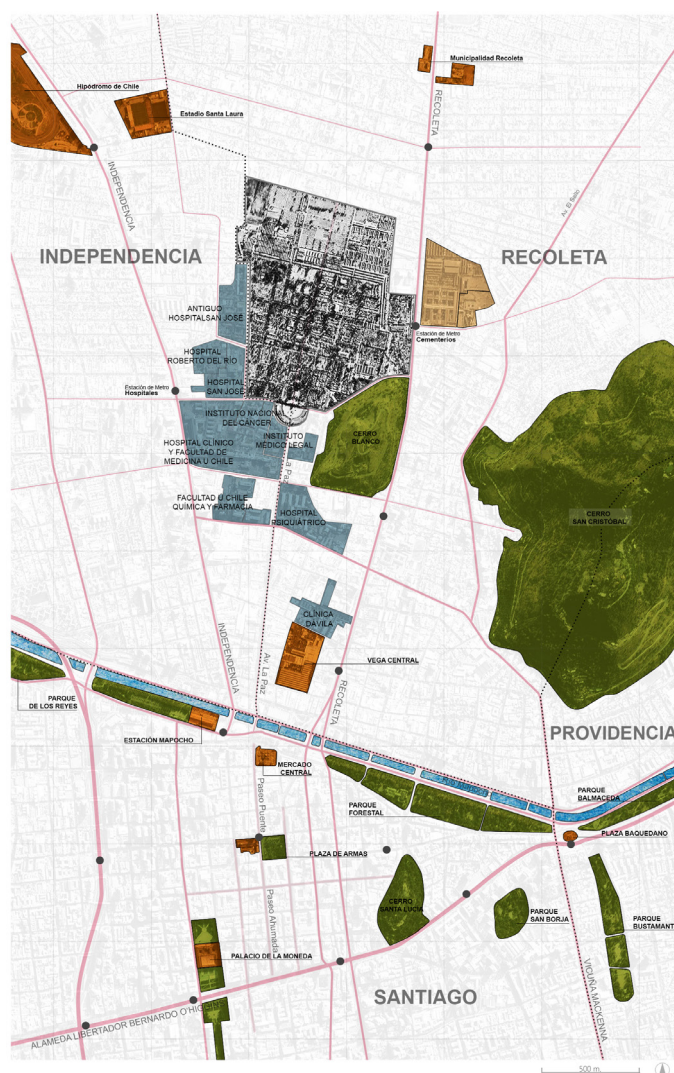 Municipalidad Recoleta
Hipódromo de Chile
Estadio Santa Laura
RECOLETA
INDEPENDENCIA
Av. El Salto
INDEPENDENCIA
RECOLETA
ANTIGUO
HOSPITALSAN JOSÉ
Estación de Metro
Cementerios
HOSPITAL
ROBERTO DEL RÍO
Estación de Metro
Hospitales
HOSPITAL
SAN JOSÉ
INSTITUTO NACIONAL
DEL CÁNCER
INSTITUTO
MÉDICO LEGAL
CERRO
BLANCO
HOSPITAL CLÍNICO
Y FACULTAD DE
MEDICINA U CHILE
La Paz
FACULTAD U CHILE
QUÍMICA Y FARMACIA
HOSPITAL
PSIQUIÁTRICO
CERRO
SAN CRISTÓBAL
CLÍNICA
DÁVILA
INDEPENDENCIA
Av. La Paz
VEGA CENTRAL
RECOLETA
PARQUE
DE LOS REYES
ESTACIÓN MAPOCHO
PROVIDENCIA
MERCADO
CENTRAL
PARQUE
BALMACEDA
PARQUE
FORESTAL
Paseo Puente
PLAZA BAQUEDANO
PLAZA DE ARMAS
Paseo Ahumada
CERRO
SANTA LUCÍA
PARQUE
SAN BORJA
PARQUE
BUSTAMANT
PALACIO DE LA MONEDA
VICUÑA MACKENNA
SANTIAGO
ALAMEDA LIBERTADOR BERNARDO O'HIGGINS
500 m.